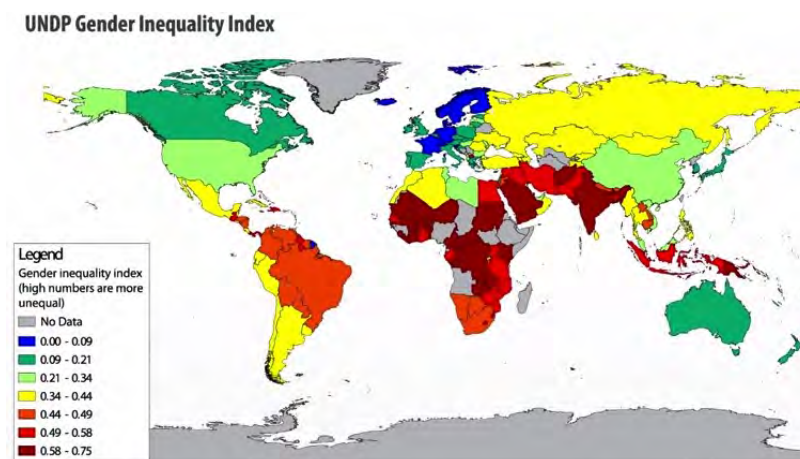 UNDP Gender Inequality Index
Legend
Gender inequality index
(high numbers are more
unequal)
No Data
0.00 - 0.09
0.09 - 0.21
0.21 - 0.34
0.34 - 0.44
0.44 - 0.49
0.49 - 0.58
0.58 - 0.75